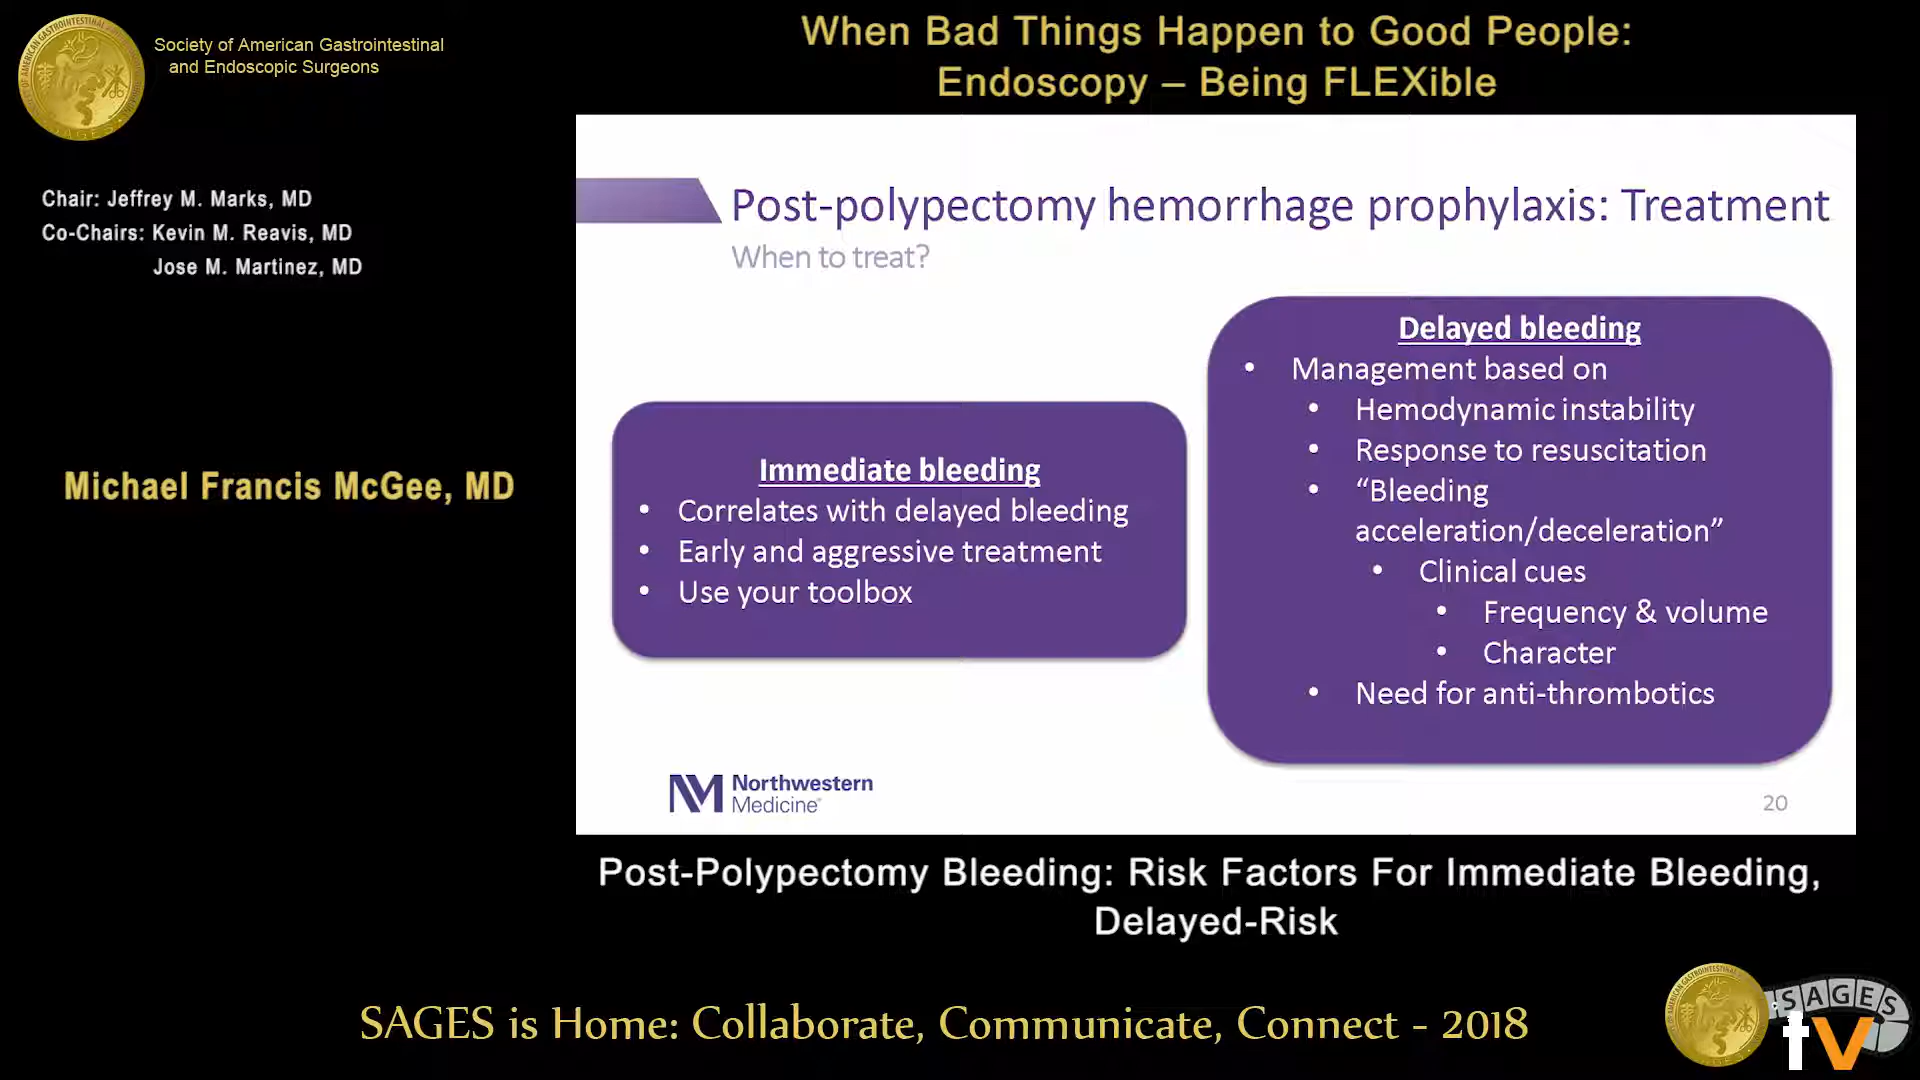 Society of American Gastrointestinal
and Endoscopic Surgeons
When Bad Things Happen to Good People:
Endoscopy – Being FLEXible
Chair: Jeffrey M. Marks, MD
Co-Chairs: Kevin M. Reavis, MD
Jose M. Martinez, MD
Michael Francis McGee, MD
Post-polypectomy hemorrhage prophylaxis: Treatment
When to treat?
Immediate bleeding
• Correlates with delayed bleeding
• Early and aggressive treatment
• Use your toolbox
Delayed bleeding
• Management based on
• Hemodynamic instability
• Response to resuscitation
• “Bleeding
acceleration/deceleration”
• Clinical cues
• Frequency & volume
• Character
• Need for anti-thrombotics
NM Northwestern
Medicine
20
Post-Polypectomy Bleeding: Risk Factors For Immediate Bleeding,
Delayed-Risk
SAGES is Home: Collaborate, Communicate, Connect - 2018
SAGES
tv